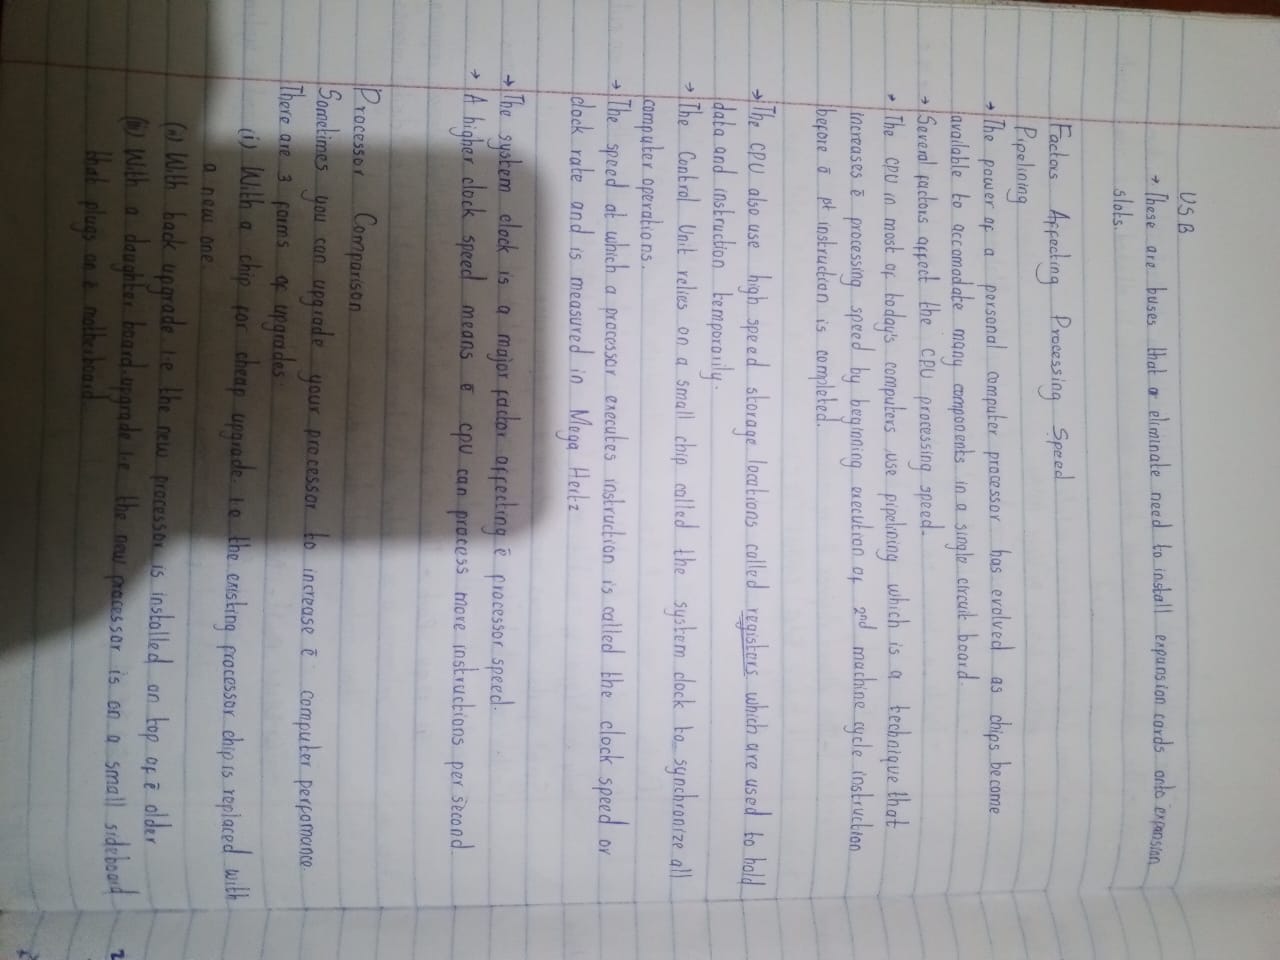 USB
→ These are buses that eliminate need to install expansion cards onto expansion
slots.
Factors Affecting Processing Speed
Pipelining
→ The power of a personal computer processor has evolved as chips become
available to accomodate many components in a single circuit board.
→ Several factors affect the CPU processing speed.
→ The CPU in most of today's computers use pipelining which is a technique that
increases ē processing speed by beginning execution of 2nd machine cycle instruction
before ō 1st instruction is completed.
→ The CPU also use high speed storage locations called registers which are used to hold
data and instruction temporarily.
→ The Control Unit relies on a small chip called the system clock to synchronize all
computer operations.
→ The speed at which a processor executes instruction is called the clock speed or
clock rate and is measured in Mega Hertz
→ The system clock is a major factor affecting ē processor speed.
→ A higher clock speed means ē cpu can process more instructions per second.
Processor Comparison
Sometimes you can upgrade your processor to increase ē computer perfomance.
There are 3 forms of upgrades.
(i) With a chip for cheap upgrade i.e the existing processor chip is replaced with
a new one.
(ii) With back upgrade i.e the new processor is installed on top of ē older
(iii) With a daughter board upgrade i.e the new processor is on a small sideboard
that plugs on ē motherboard.